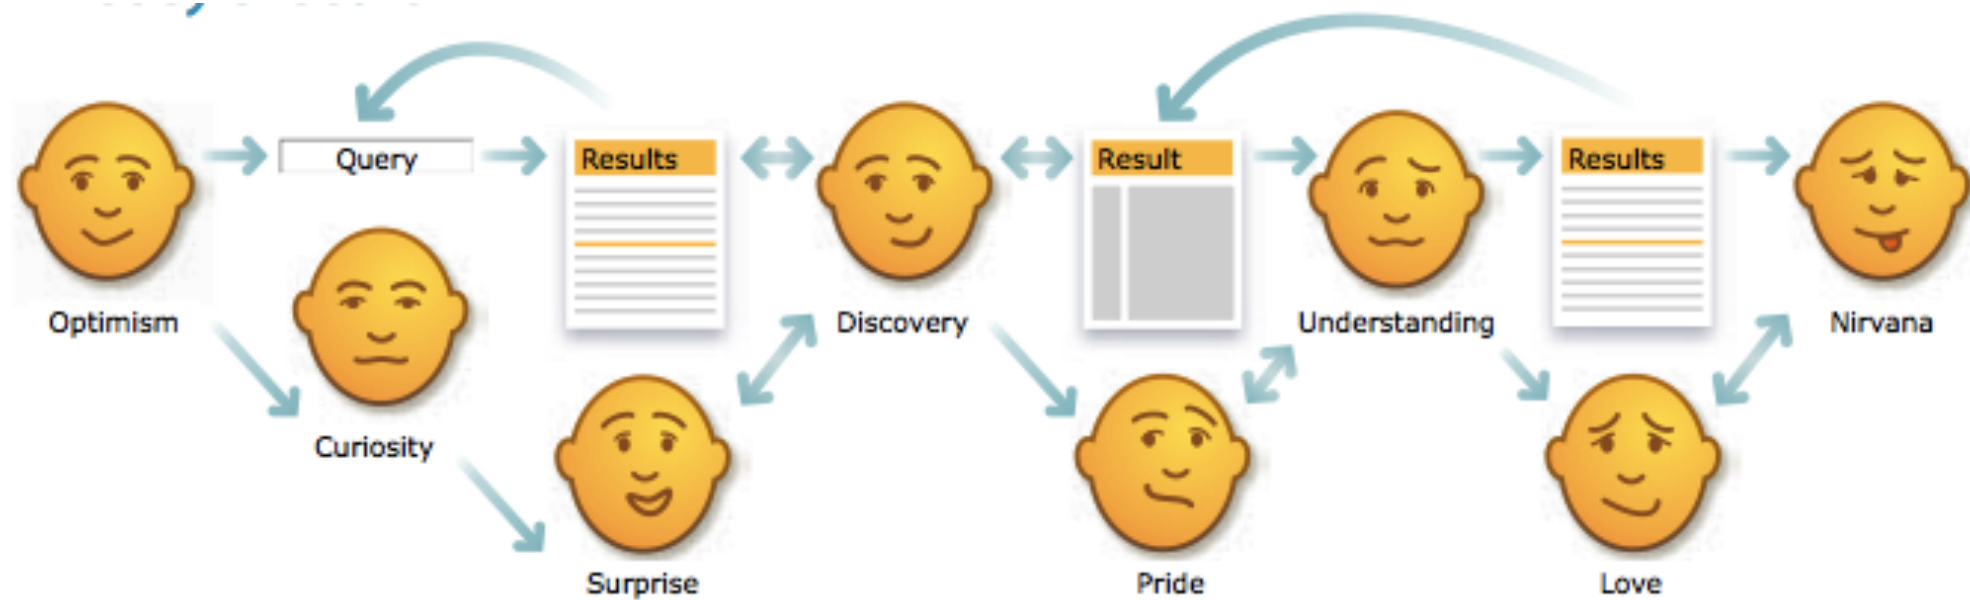 Query
Results
Result
Results
Optimism
Discovery
Understanding
Nirvana
Curiosity
Surprise
Pride
Love